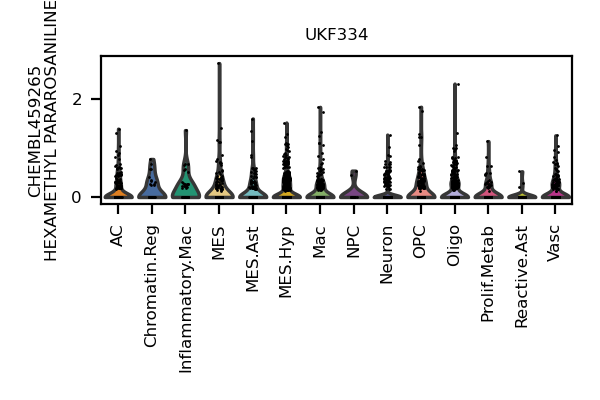 UKF334
CHEMBL459265
HEXAMETHYL PARAROSANILINE
2
0
AC
Chromatin.Reg
Inflammatory.Mac
MES
MES.Ast
MES.Hyp
Mac
NPC
Neuron
OPC
Oligo
Prolif.Metab
Reactive.Ast
Vasc